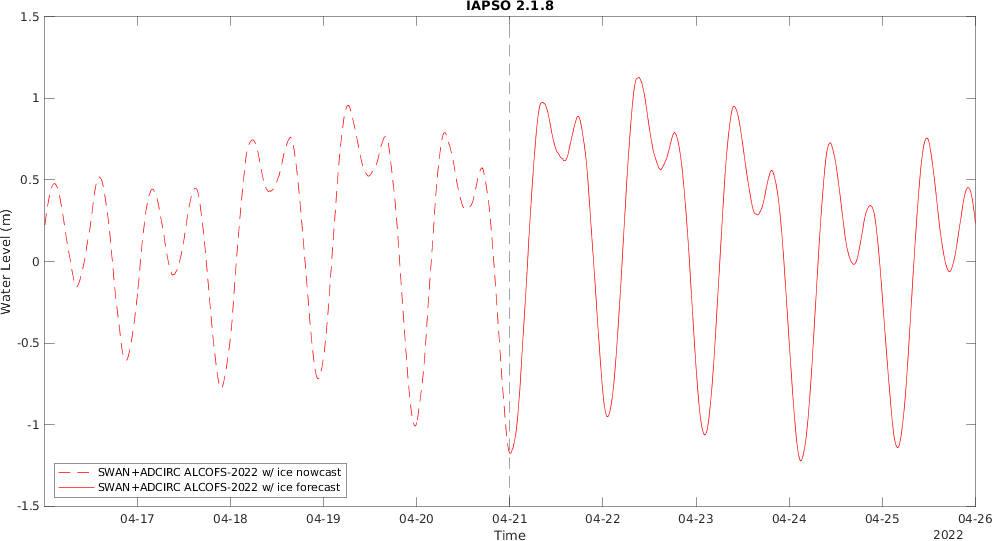 IAPSO 2.1.8
1.5
1
0.5
0
-0.5
-1
-1.5
Water Level (m)
SWAN+ADCIRC ALCOFS-2022 w/ ice nowcast
SWAN+ADCIRC ALCOFS-2022 w/ ice forecast
04-17 04-18 04-19 04-20 04-21 04-22 04-23 04-24 04-25 04-26
Time
2022